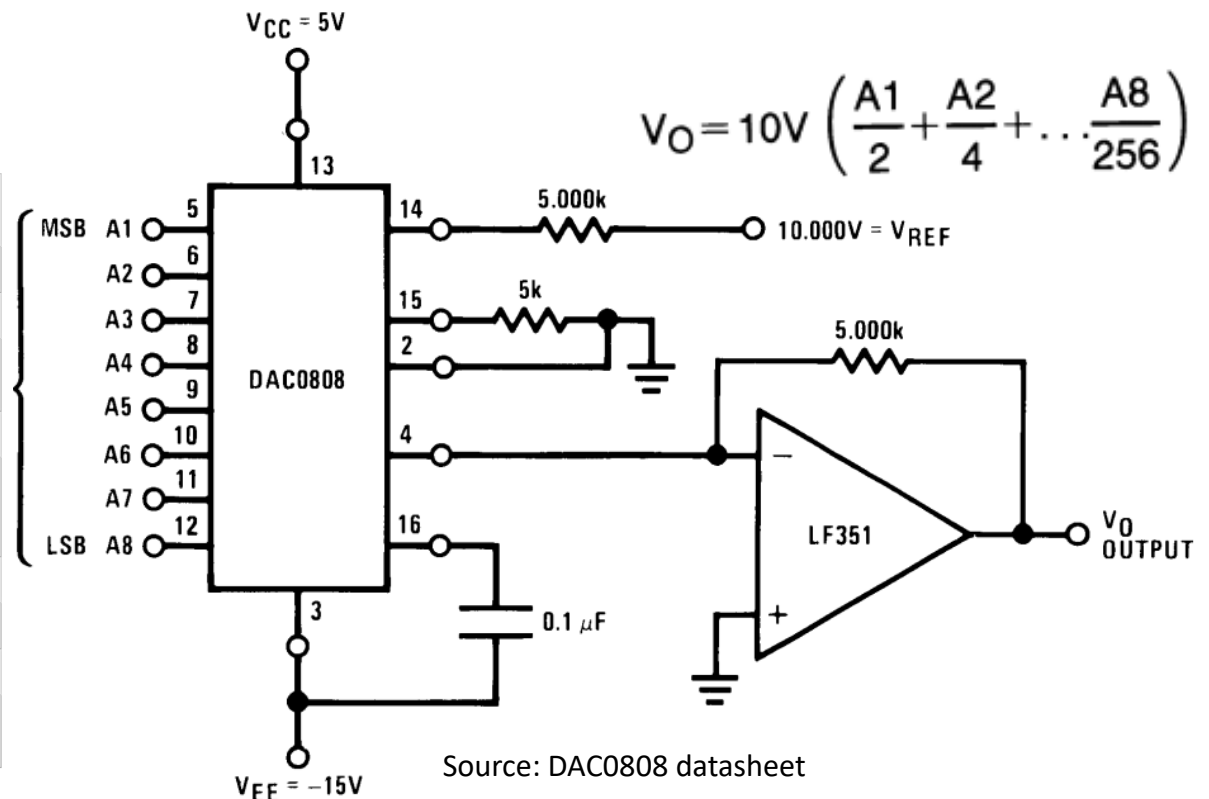 VCC = 5V
VO = 10V (A1/2 + A2/4 + ... A8/256)
13
5.000k
MSB A1 5
14
10.000V = VREF
A2 6
A3 7
15
5k
A4 8
2
DAC0808
5.000k
A5 9
A6 10
4
−
A7 11
LSB A8 12
16
LF351
VO
OUTPUT
3
0.1 μF
+
Source: DAC0808 datasheet
VEE = −15V